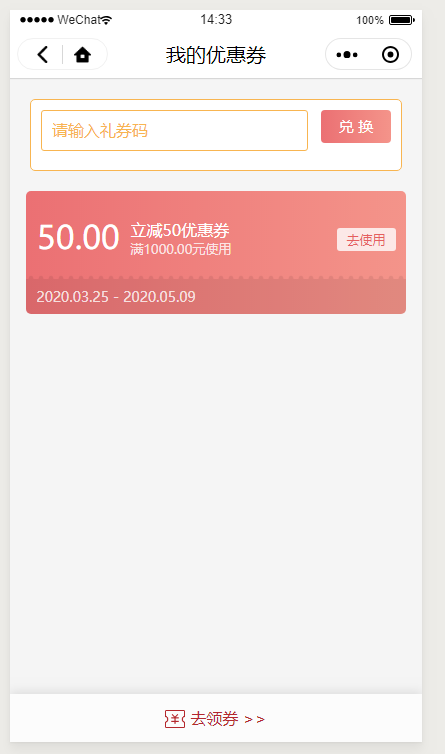 WeChat 14:33 100%
我的优惠券
请输入礼券码 兑 换
50.00 立减50优惠券
满1000.00元使用
去使用
2020.03.25 - 2020.05.09
去领券 > >